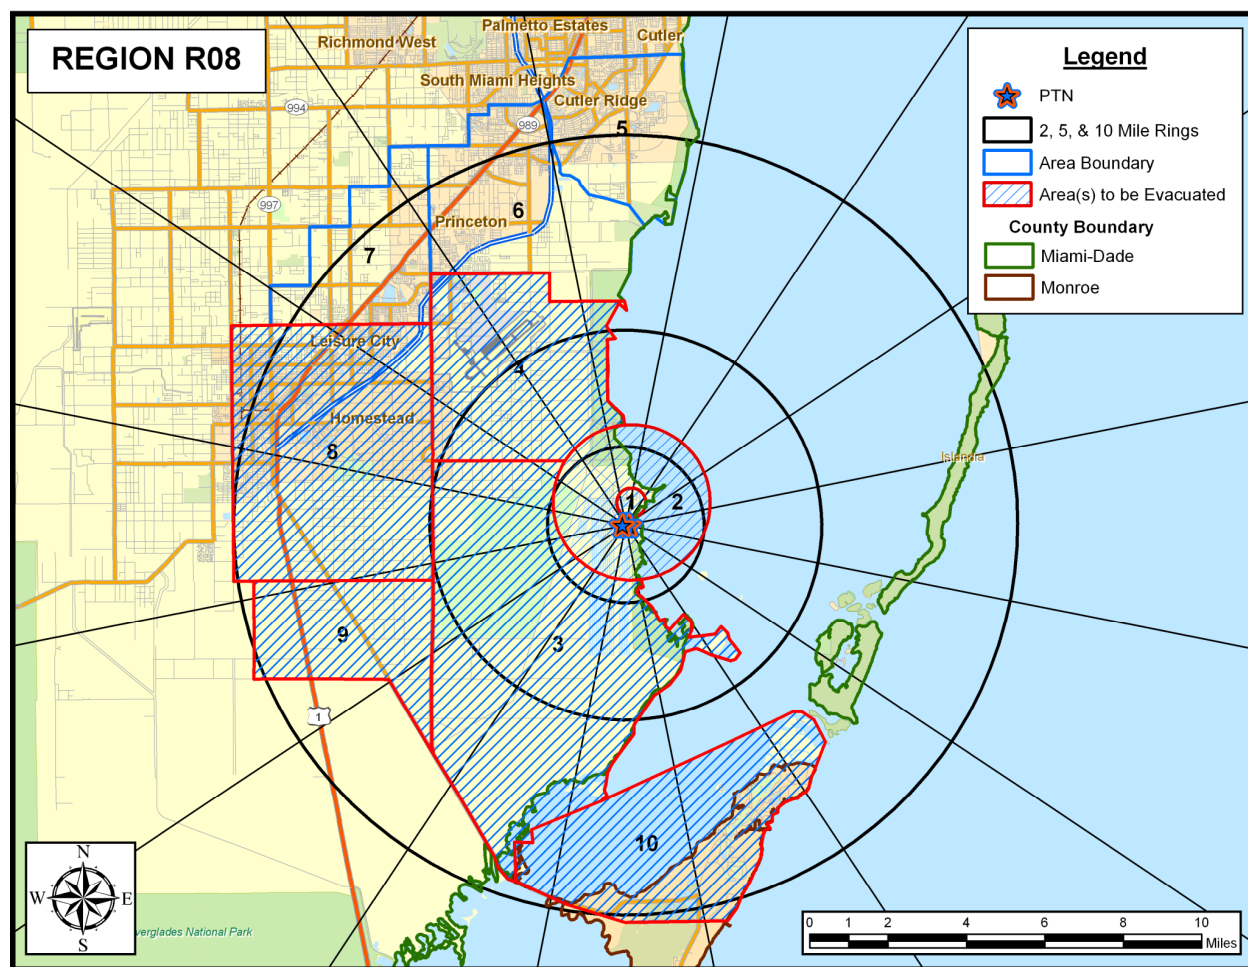 REGION R08
Palmetto Estates
Richmond West
Cutler
South Miami Heights
Cutler Ridge
994
989
5
997
6
Princeton
7
Leisure City
4
Homestead
8
1
2
3
9
10
1
Islandia
Legend
PTN
2, 5, & 10 Mile Rings
Area Boundary
Area(s) to be Evacuated
County Boundary
Miami-Dade
Monroe
N
W E
S
verglades National Park
0 1 2 4 6 8 10
Miles